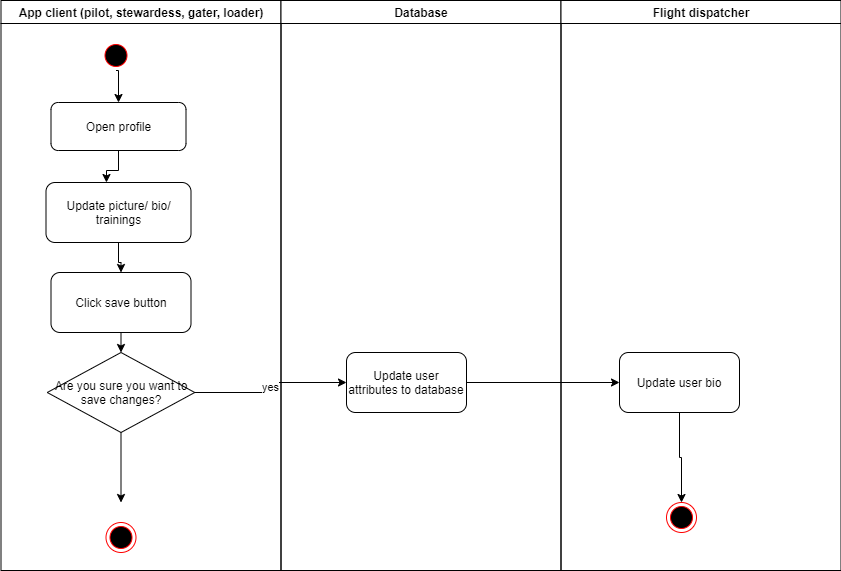 App client (pilot, stewardess, gater, loader)
Database
Flight dispatcher
Open profile
Update picture/ bio/
trainings
Click save button
Are you sure you want to
save changes?
yes
Update user
attributes to database
Update user bio